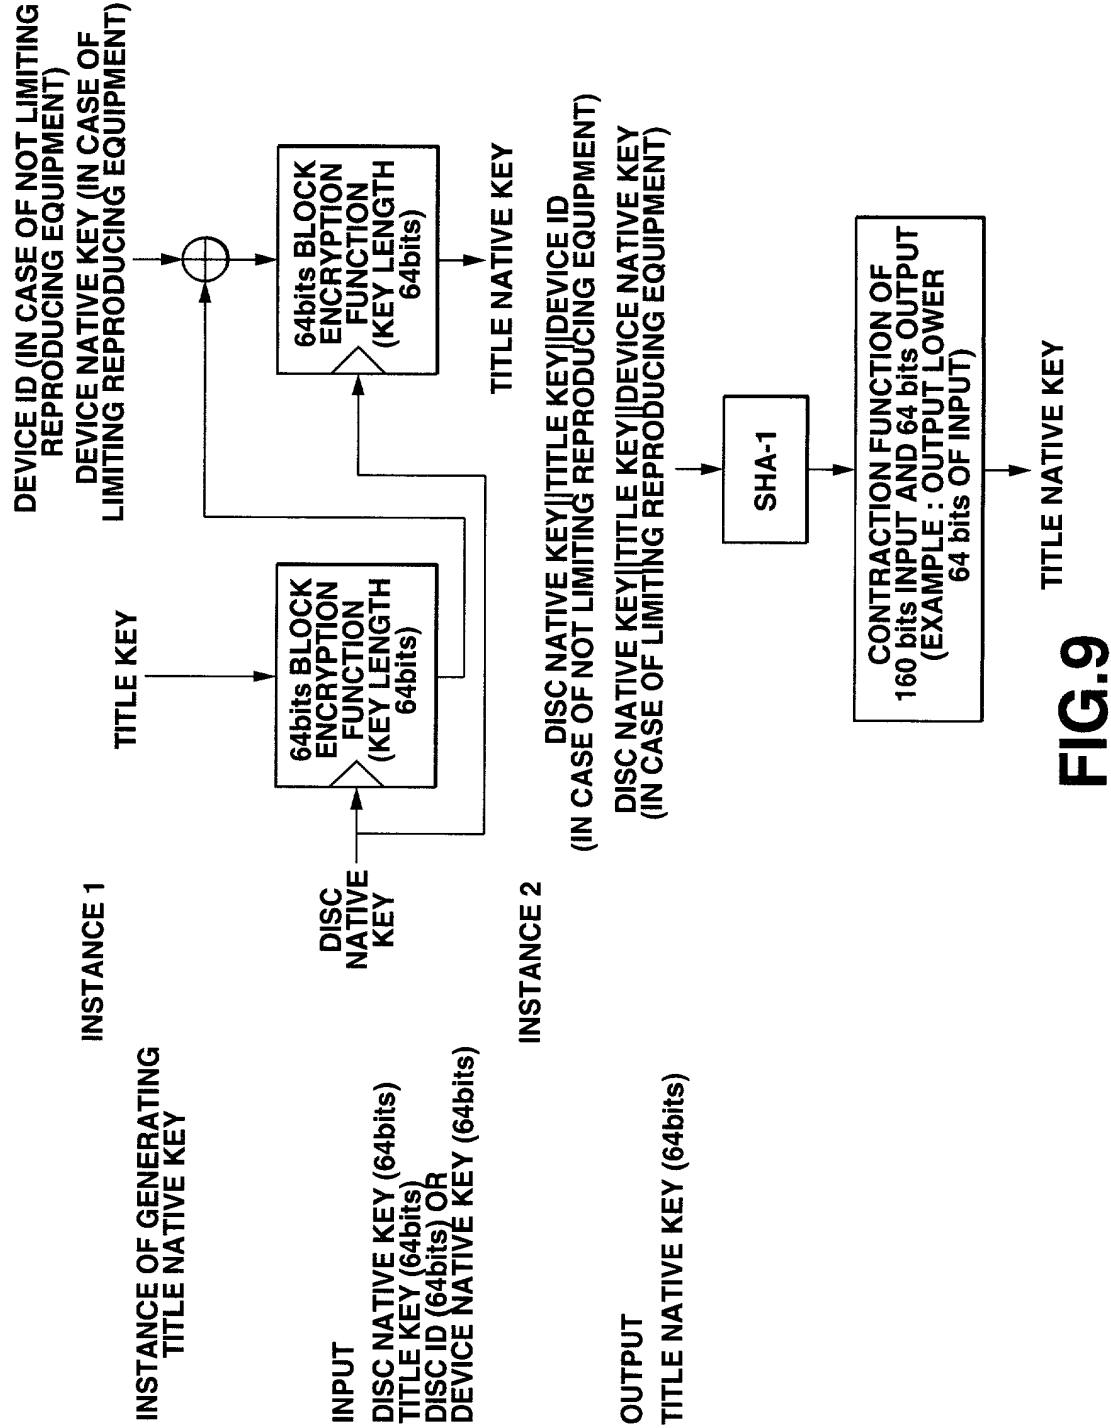 INSTANCE OF GENERATING
TITLE NATIVE KEY
INPUT
DISC NATIVE KEY (64bits)
TITLE KEY (64bits)
DISC ID (64bits) OR
DEVICE NATIVE KEY (64bits)
OUTPUT
TITLE NATIVE KEY (64bits)
INSTANCE 1
DISC
NATIVE
KEY
TITLE KEY
64bits BLOCK
ENCRYPTION
FUNCTION
(KEY LENGTH
64bits)
DEVICE ID (IN CASE OF NOT LIMITING
REPRODUCING EQUIPMENT)
DEVICE NATIVE KEY (IN CASE OF
LIMITING REPRODUCING EQUIPMENT)
64bits BLOCK
ENCRYPTION
FUNCTION
(KEY LENGTH
64bits)
TITLE NATIVE KEY
INSTANCE 2
DISC NATIVE KEY||TITLE KEY||DEVICE ID
(IN CASE OF NOT LIMITING REPRODUCING EQUIPMENT)
DISC NATIVE KEY||TITLE KEY||DEVICE NATIVE KEY
(IN CASE OF LIMITING REPRODUCING EQUIPMENT)
SHA-1
CONTRACTION FUNCTION OF
160 bits INPUT AND 64 bits OUTPUT
(EXAMPLE : OUTPUT LOWER
64 bits OF INPUT)
TITLE NATIVE KEY
FIG.9